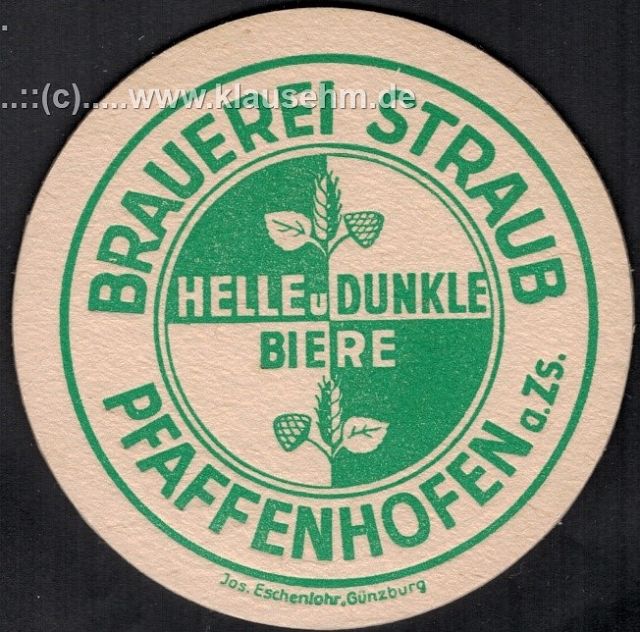 ..::(c).....www.klausehm.de
BRAUEREI STRAUB
HELLE u DUNKLE
BIERE
PFAFFENHOFEN a.Zs.
Jos. Eschenlohr, Günzburg